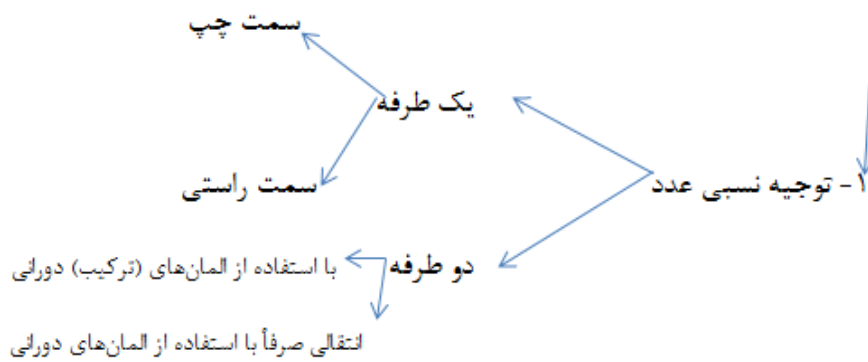 سمت چپ
یک طرفه
سمت راستی
۱- توجیه نسبی عدد
دو طرفه
با استفاده از المان‌های (ترکیب) دورانی
انتقالی صرفاً با استفاده از المان‌های دورانی